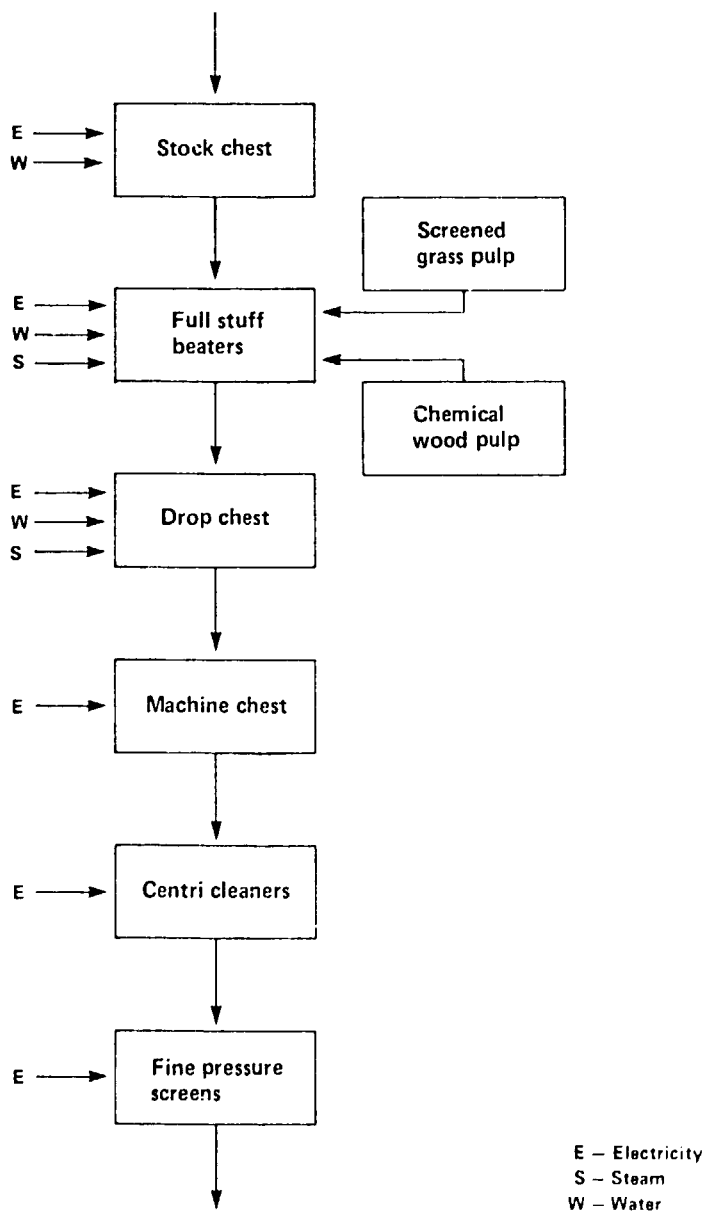 E
W
Stock chest
Screened
grass pulp
E
W
S
Full stuff
beaters
Chemical
wood pulp
E
W
S
Drop chest
E
Machine chest
E
Centri cleaners
E
Fine pressure
screens
E – Electricity
S – Steam
W – Water